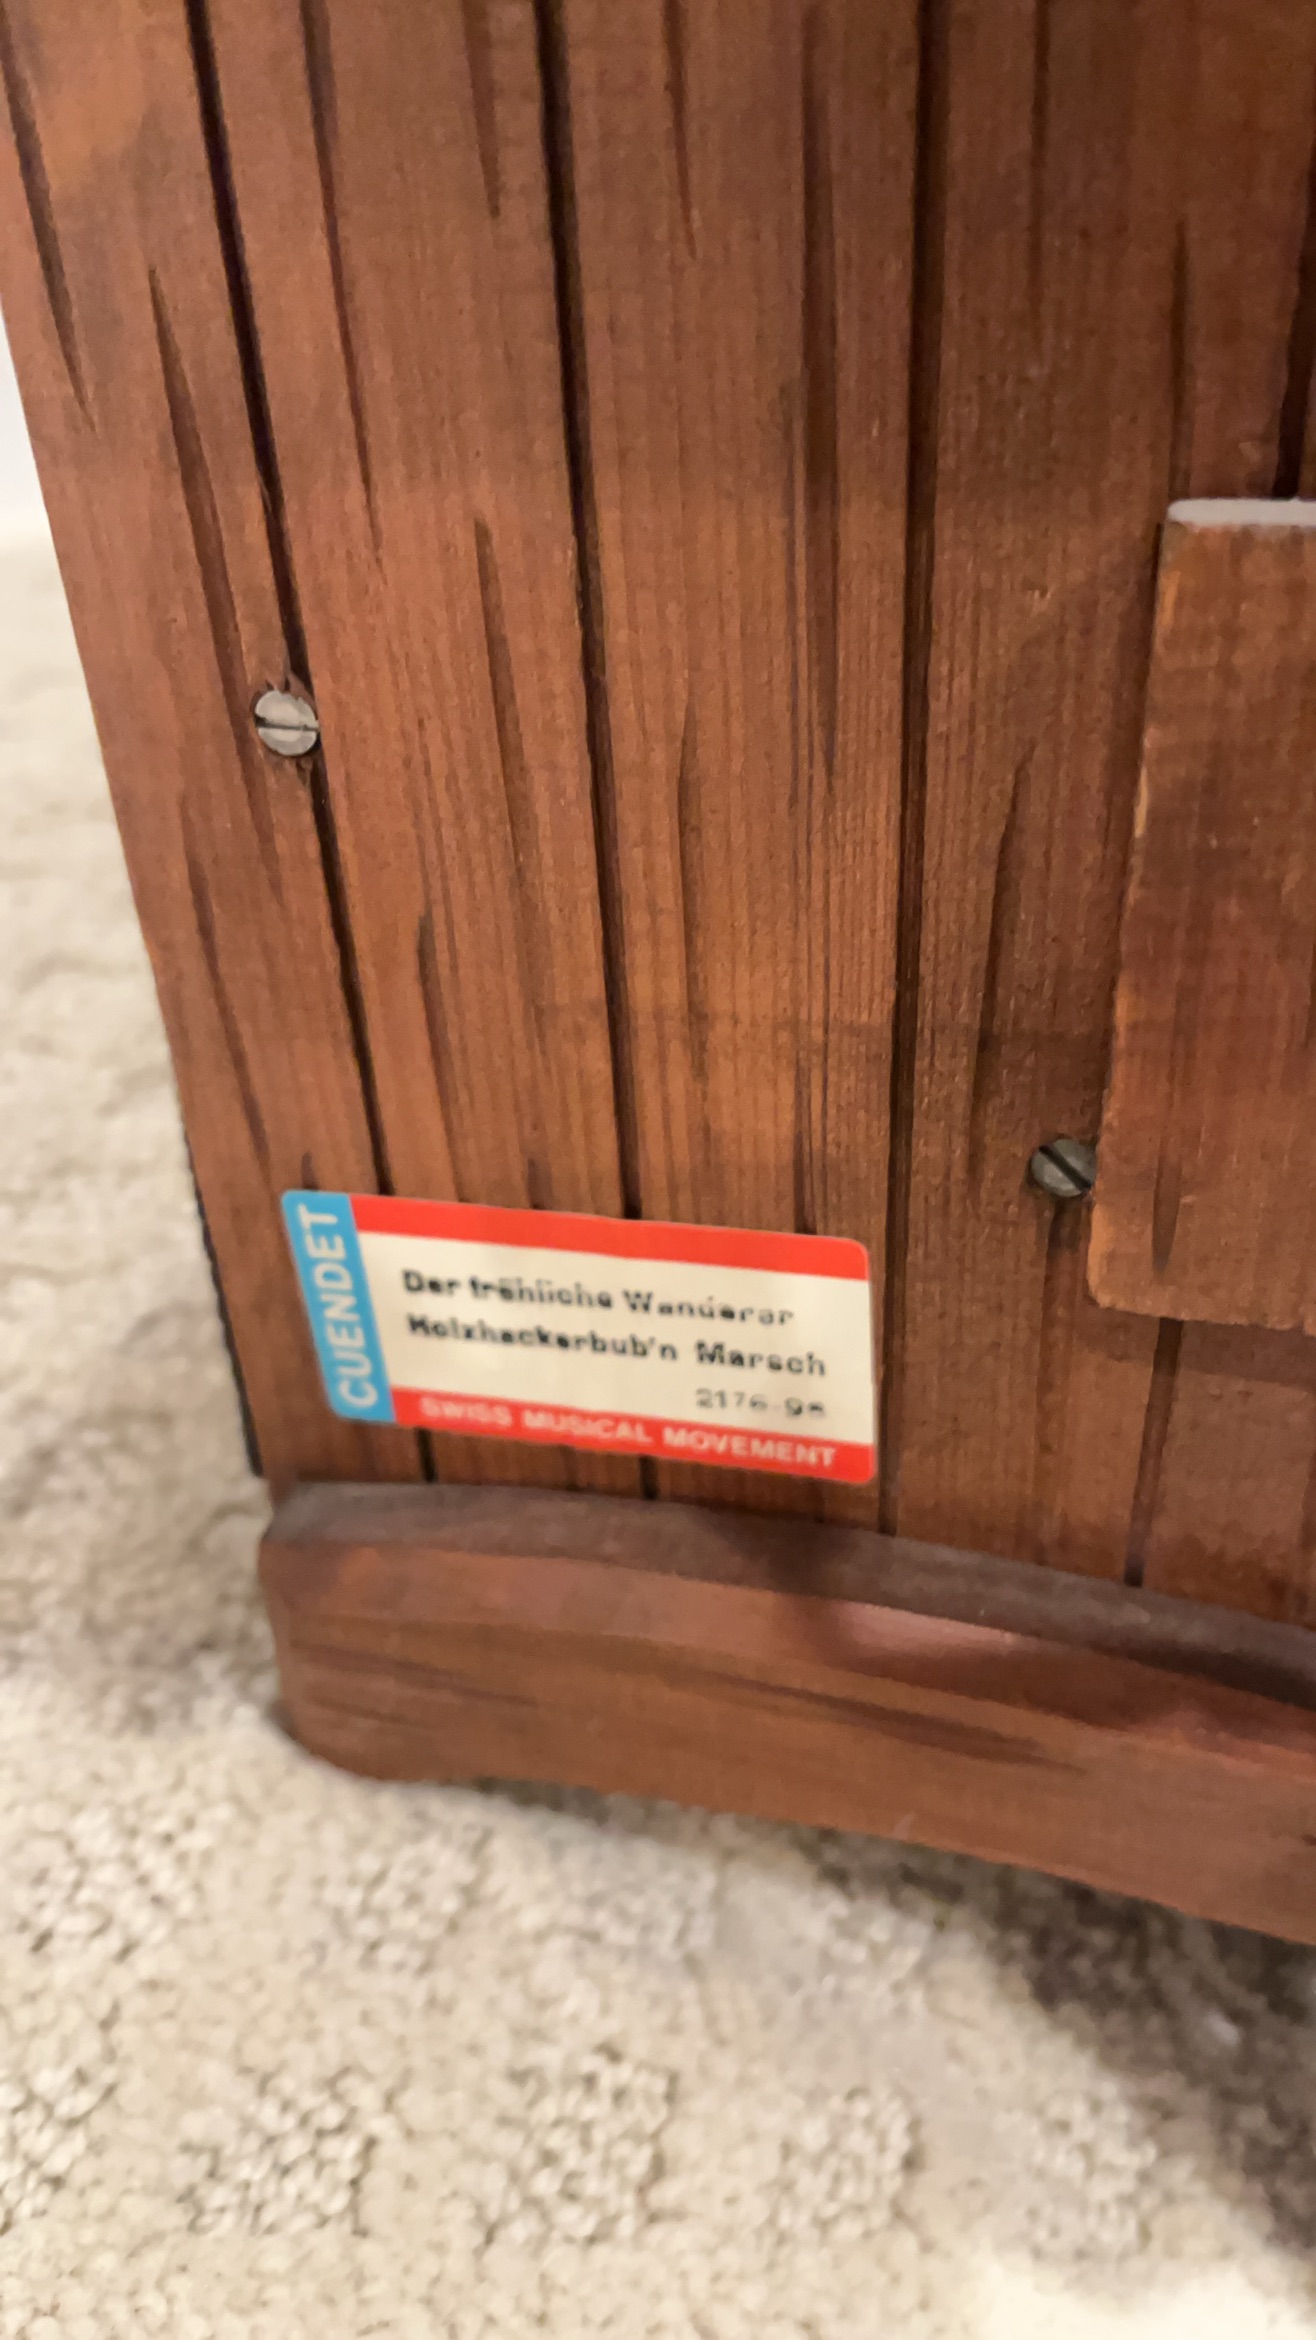 CUENDET
Der fröhliche Wanderer
Holzhackerbub'n Marsch
SWISS MUSICAL MOVEMENT